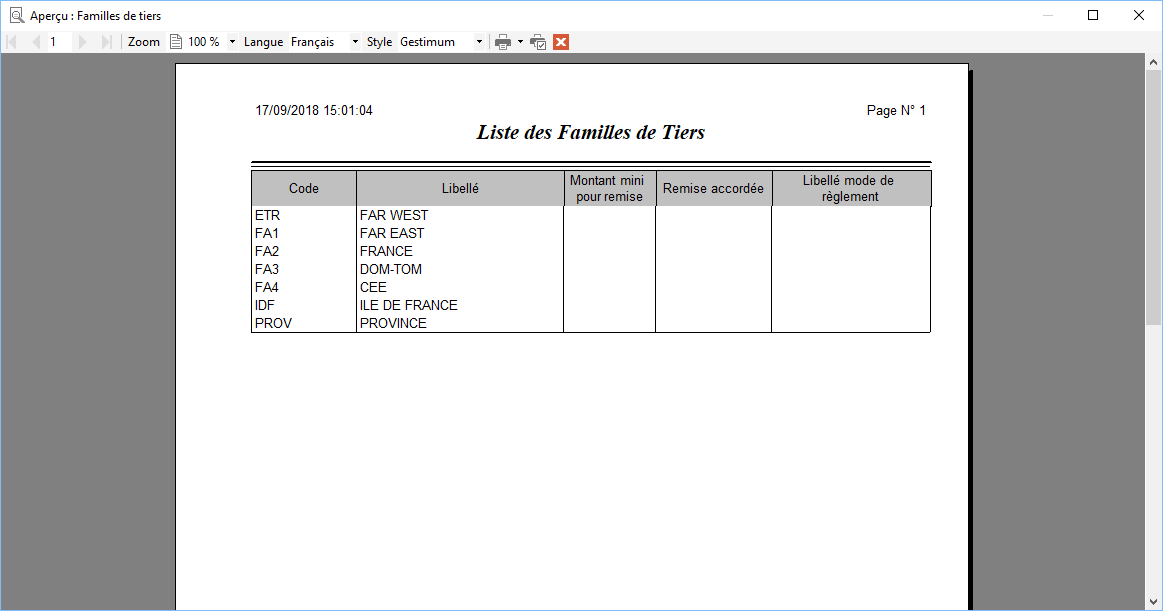 Aperçu : Familles de tiers
1 Zoom 100 % Langue Français Style Gestimum
17/09/2018 15:01:04 Page N° 1
Liste des Familles de Tiers
Code Libellé Montant mini pour remise Remise accordée Libellé mode de règlement
ETR FAR WEST
FA1 FAR EAST
FA2 FRANCE
FA3 DOM-TOM
FA4 CEE
IDF ILE DE FRANCE
PROV PROVINCE